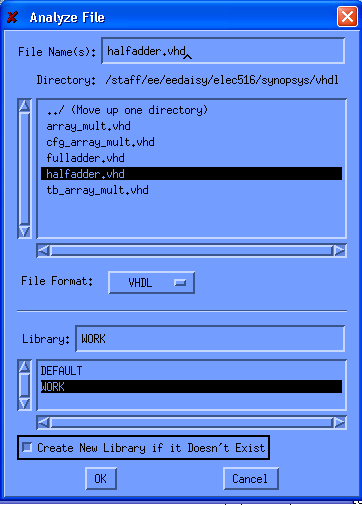 Analyze File
File Name(s): halfadder.vhd
Directory: /staff/ee/eedaisy/elec516/synopsys/vhdl
../ (Move up one directory)
array_mult.vhd
cfg_array_mult.vhd
fulladder.vhd
halfadder.vhd
tb_array_mult.vhd
File Format: VHDL
Library: WORK
DEFAULT
WORK
Create New Library if it Doesn't Exist
OK Cancel